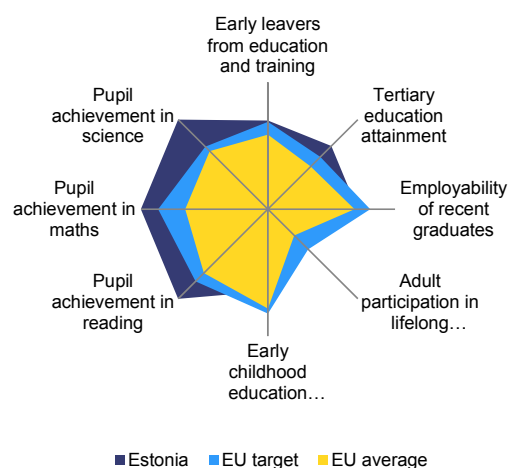 Early leavers
from education
and training
Tertiary
education
attainment
Employability
of recent
graduates
Adult
participation in
lifelong…
Early
childhood
education…
Pupil
achievement in
reading
Pupil
achievement in
maths
Pupil
achievement in
science
Estonia EU target EU average